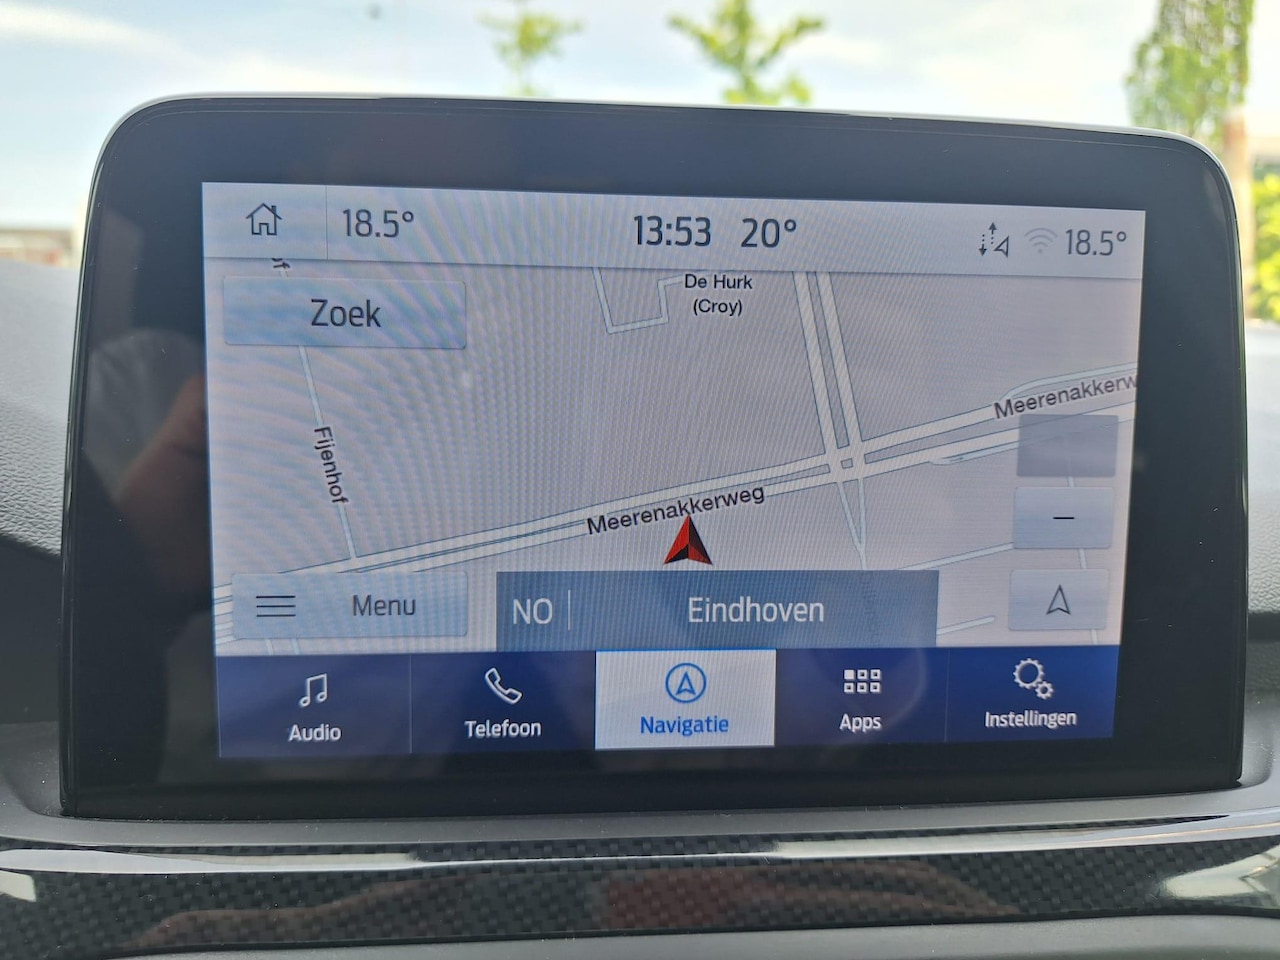 18.5°
13:53 20°
18.5°
Zoek
De Hurk
(Croy)
Meerenakkerw
Fijenhof
Meerenakkerweg
Menu
NO
Eindhoven
Audio
Telefoon
Navigatie
Apps
Instellingen